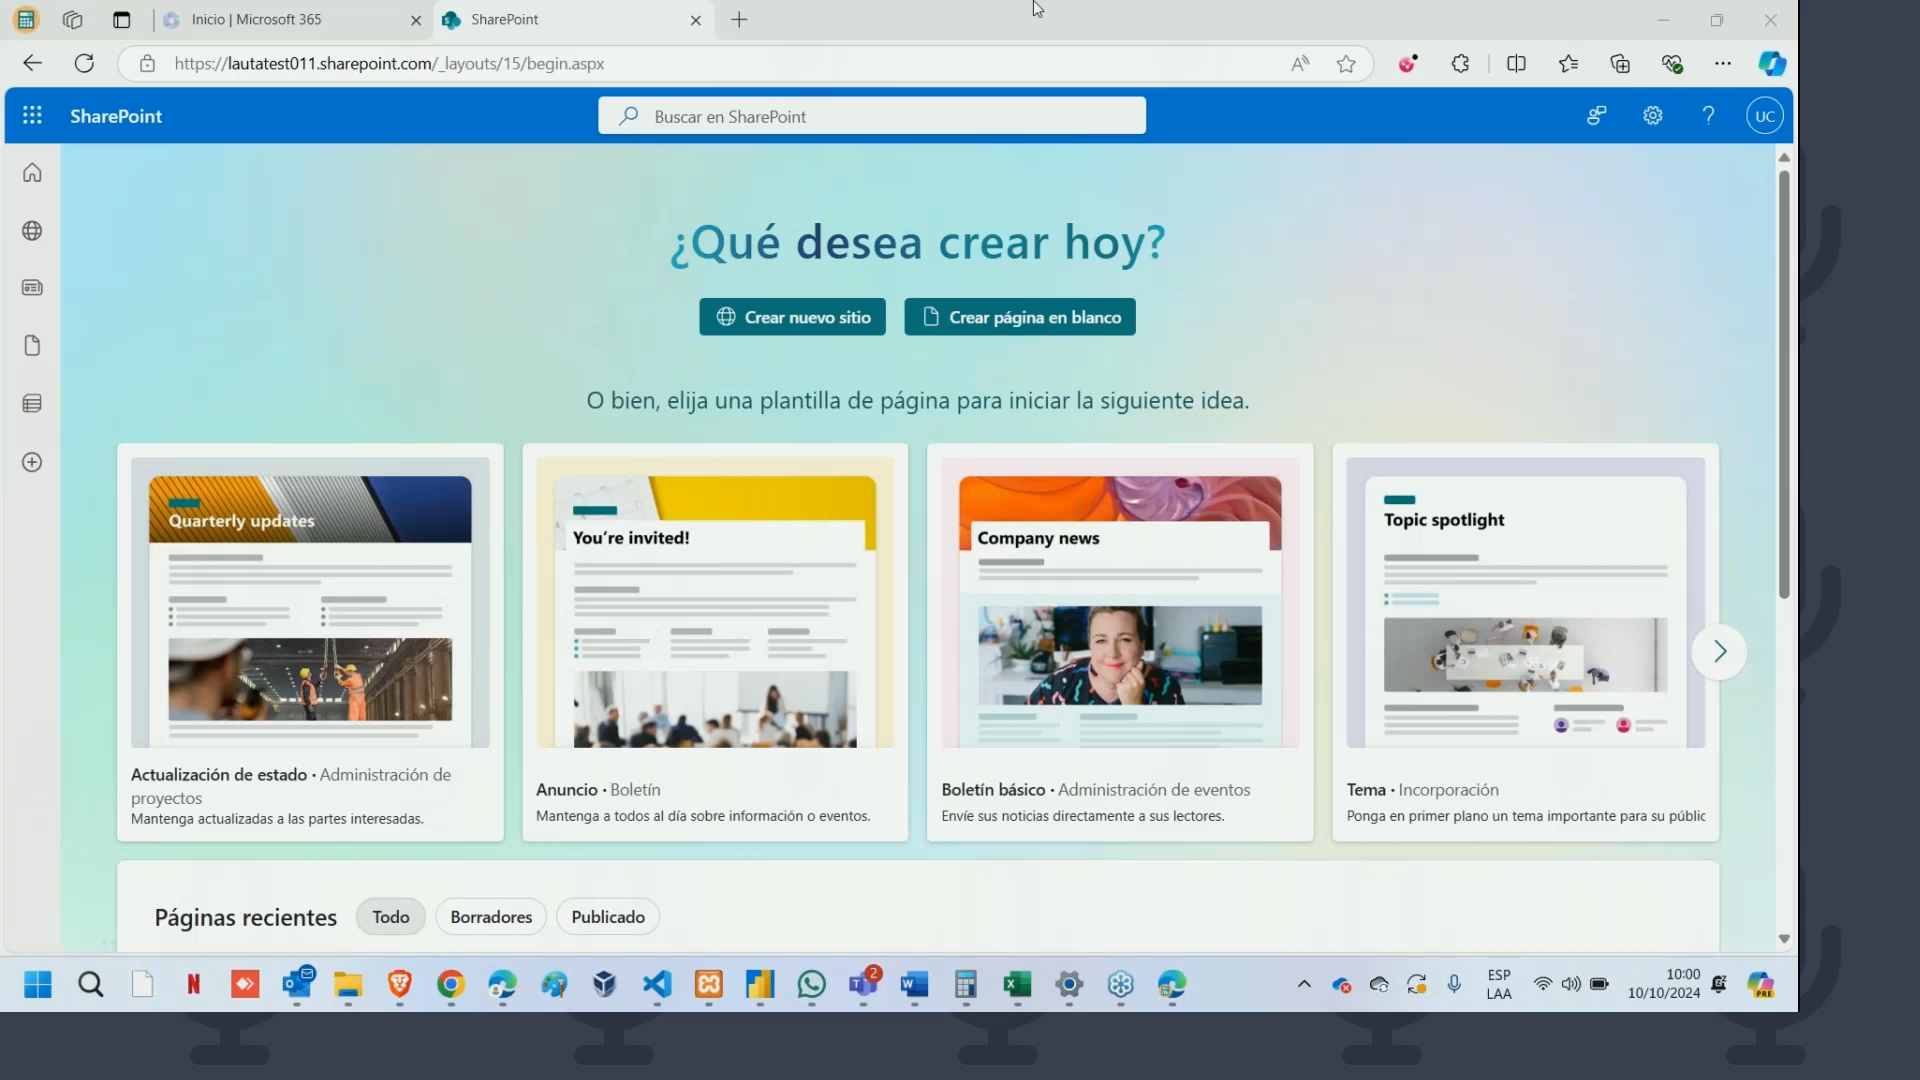 Inicio | Microsoft 365
SharePoint
https://lautatest011.sharepoint.com/_layouts/15/begin.aspx
SharePoint
Buscar en SharePoint
UC
¿Qué desea crear hoy?
Crear nuevo sitio
Crear página en blanco
O bien, elija una plantilla de página para iniciar la siguiente idea.
Quarterly updates
You're invited!
Company news
Topic spotlight
Actualización de estado • Administración de
proyectos
Mantenga actualizadas a las partes interesadas.
Anuncio • Boletín
Mantenga a todos al día sobre información o eventos.
Boletín básico • Administración de eventos
Envíe sus noticias directamente a sus lectores.
Tema • Incorporación
Ponga en primer plano un tema importante para su públic
Páginas recientes
Todo
Borradores
Publicado
2
ESP
LAA
10:00
10/10/2024
PRE